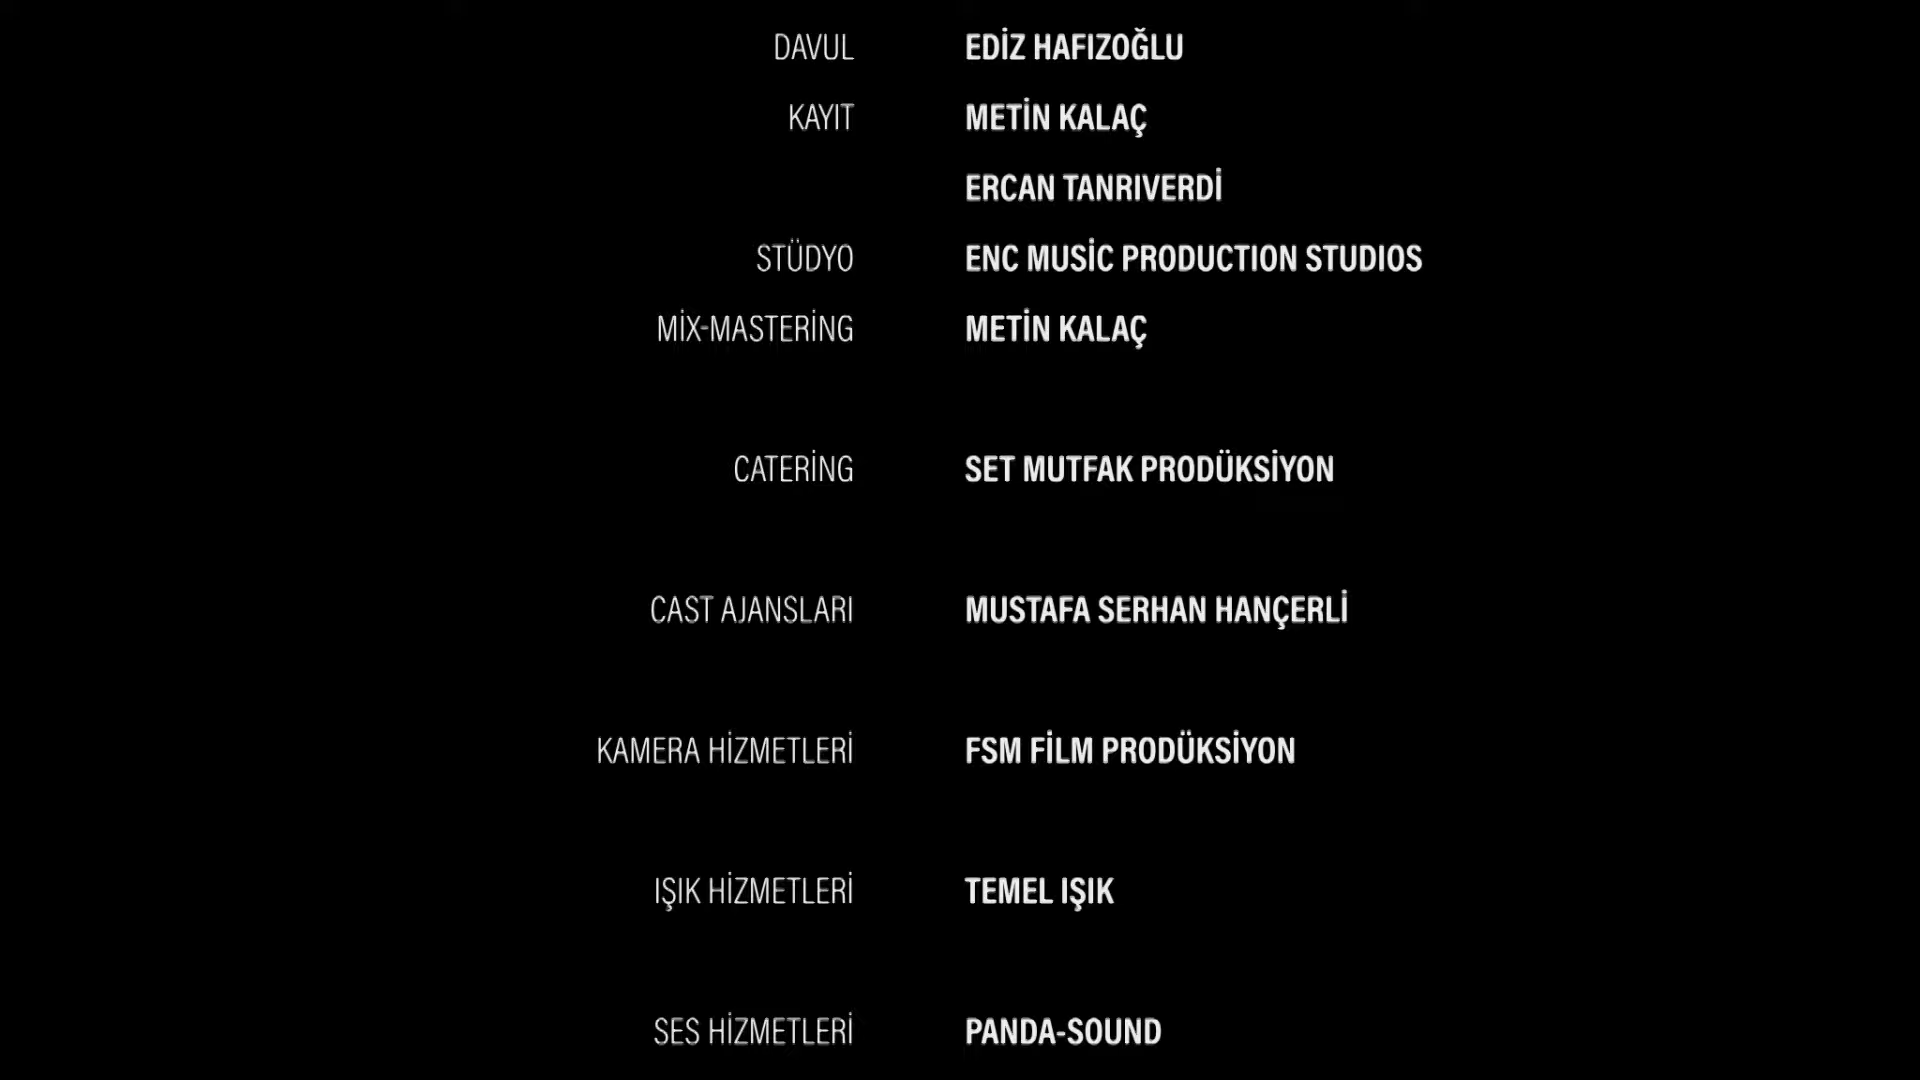 DAVUL EDİZ HAFIZOĞLU
KAYIT METİN KALAÇ
ERCAN TANRIVERDİ
STÜDYO ENC MUSİC PRODUCTION STUDIOS
MİX-MASTERİNG METİN KALAÇ
CATERİNG SET MUTFAK PRODÜKSİYON
CAST AJANSLARI MUSTAFA SERHAN HANÇERLİ
KAMERA HİZMETLERİ FSM FİLM PRODÜKSİYON
IŞIK HİZMETLERİ TEMEL IŞIK
SES HİZMETLERİ PANDA-SOUND